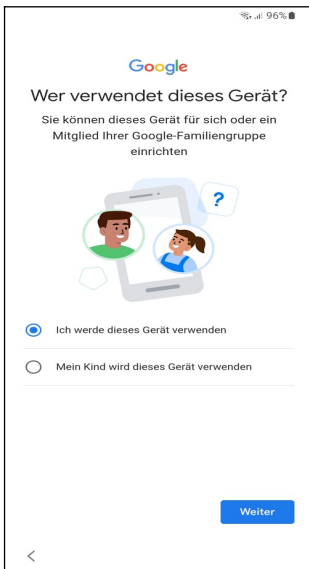 96%
Google
Wer verwendet dieses Gerät?
Sie können dieses Gerät für sich oder ein
Mitglied Ihrer Google-Familiengruppe
einrichten
?
Ich werde dieses Gerät verwenden
Mein Kind wird dieses Gerät verwenden
Weiter